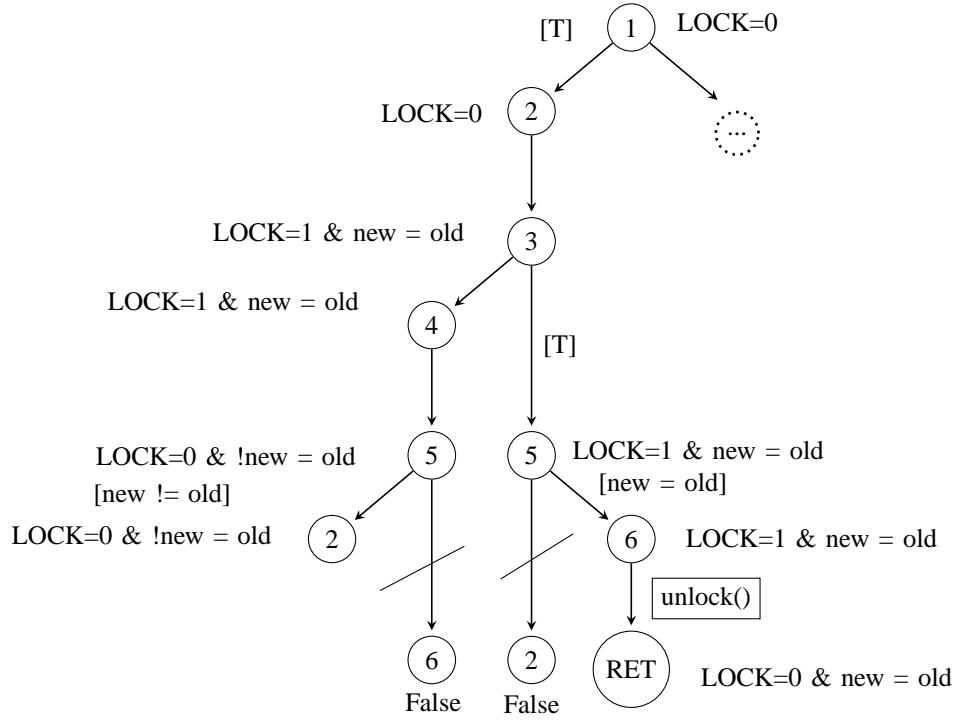 [T]
1
LOCK=0
LOCK=0
2
...
LOCK=1 & new = old
3
LOCK=1 & new = old
4
[T]
LOCK=0 & !new = old
5
5
LOCK=1 & new = old
[new != old]
[new = old]
LOCK=0 & !new = old
2
6
LOCK=1 & new = old
unlock()
6
2
RET
LOCK=0 & new = old
False
False